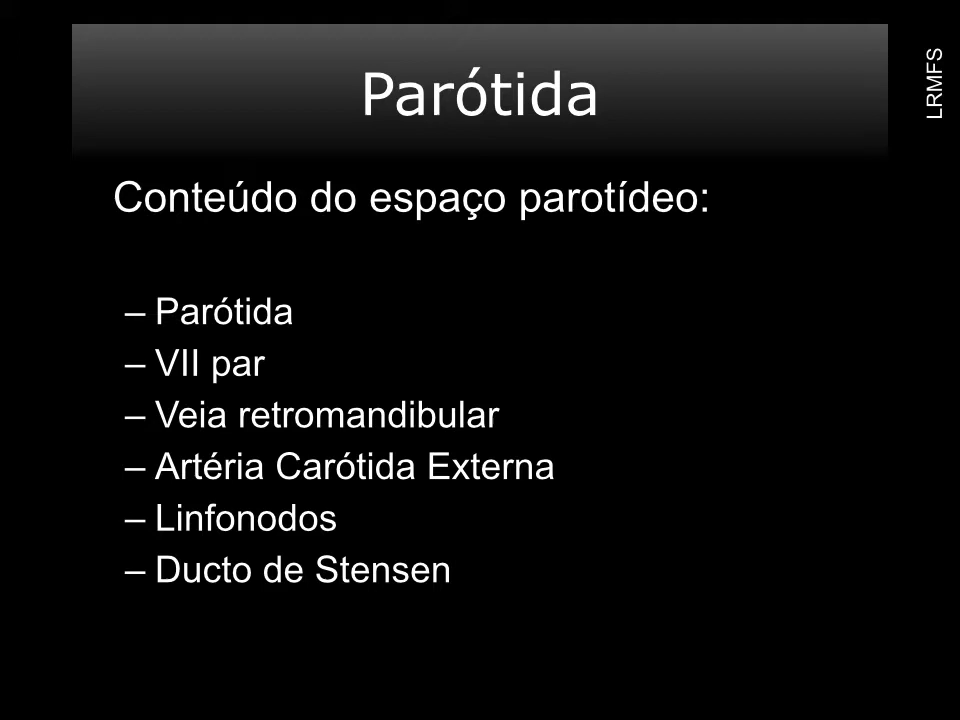 Parótida
LRMFS
Conteúdo do espaço parotídeo:
– Parótida
– VII par
– Veia retromandibular
– Artéria Carótida Externa
– Linfonodos
– Ducto de Stensen